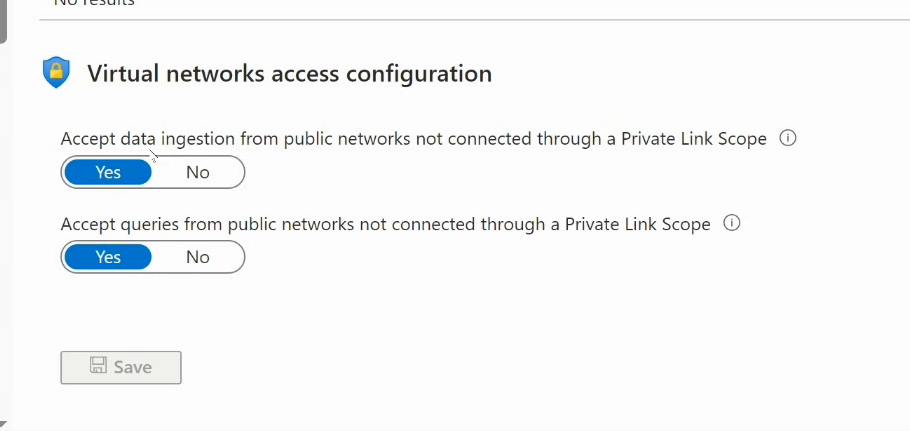 No results
Virtual networks access configuration
Accept data ingestion from public networks not connected through a Private Link Scope
Yes No
Accept queries from public networks not connected through a Private Link Scope
Yes No
Save